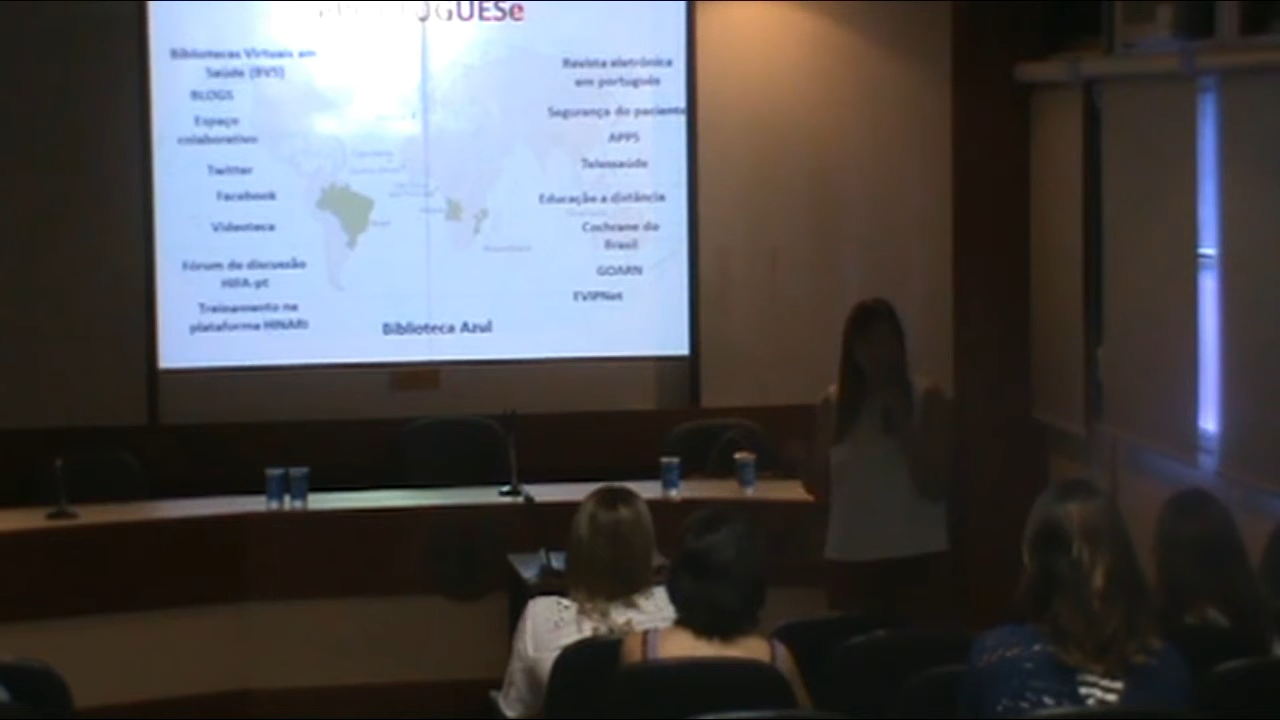 Bibliotecas Virtuais em
Saúde (BVS)
BLOGS
Espaço
colaborativo
Twitter
Facebook
Videoteca
Fórum de discussão
HIFA-pt
Treinamento na
plataforma HINARI
Biblioteca Azul
Revista eletrônica
em português
Segurança do paciente
APPS
Telessaúde
Educação a distância
Cochrane do
Brasil
GOARN
EVIPNet